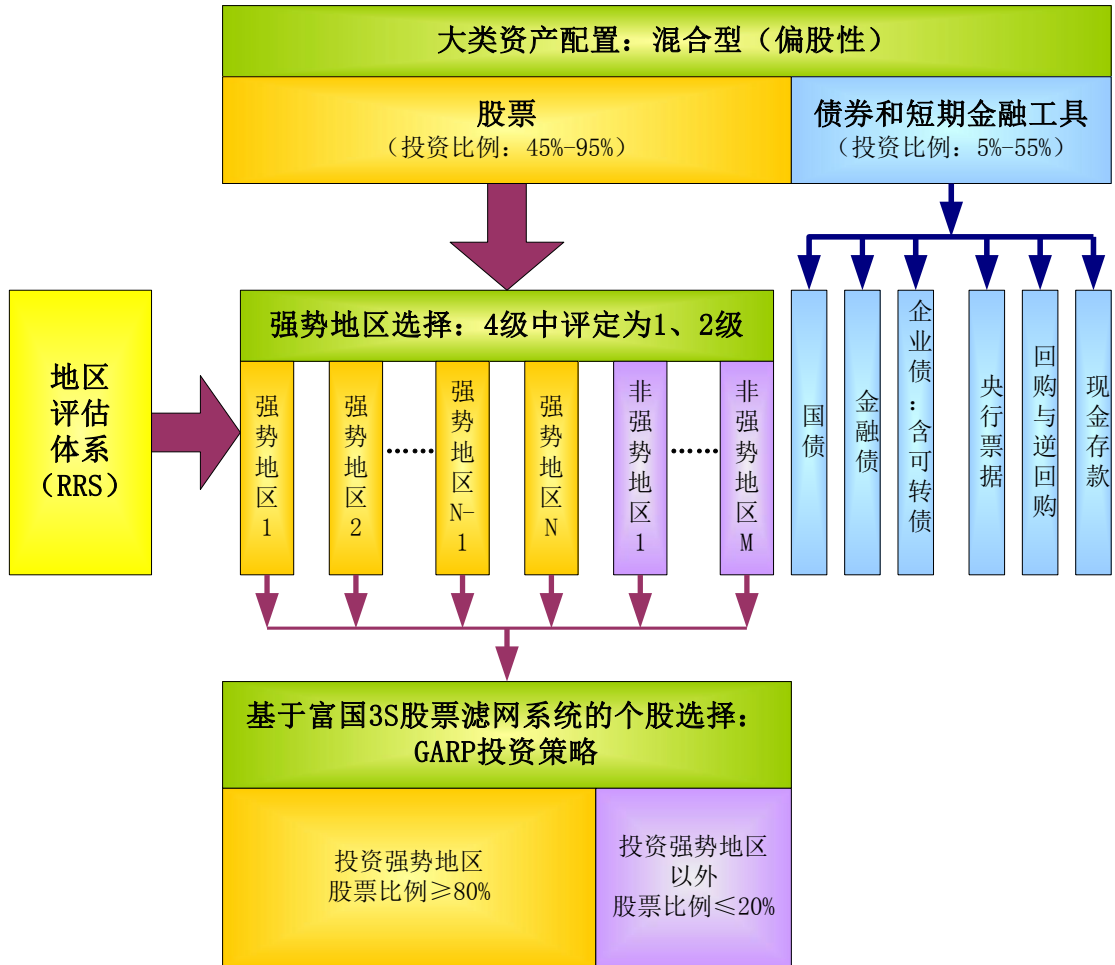 大类资产配置：混合型（偏股性）
股票
（投资比例：45%-95%）
债券和短期金融工具
（投资比例：5%-55%）
地区
评估
体系
（RRS）
强势地区选择：4级中评定为1、2级
强势地区1
强势地区2
……
强势地区N-1
强势地区N
非强势地区1
……
非强势地区M
国债
金融债
企业债：含可转债
央行票据
回购与逆回购
现金存款
基于富国3S股票滤网系统的个股选择：
GARP投资策略
投资强势地区
股票比例≥80%
投资强势地区
以外
股票比例≤20%